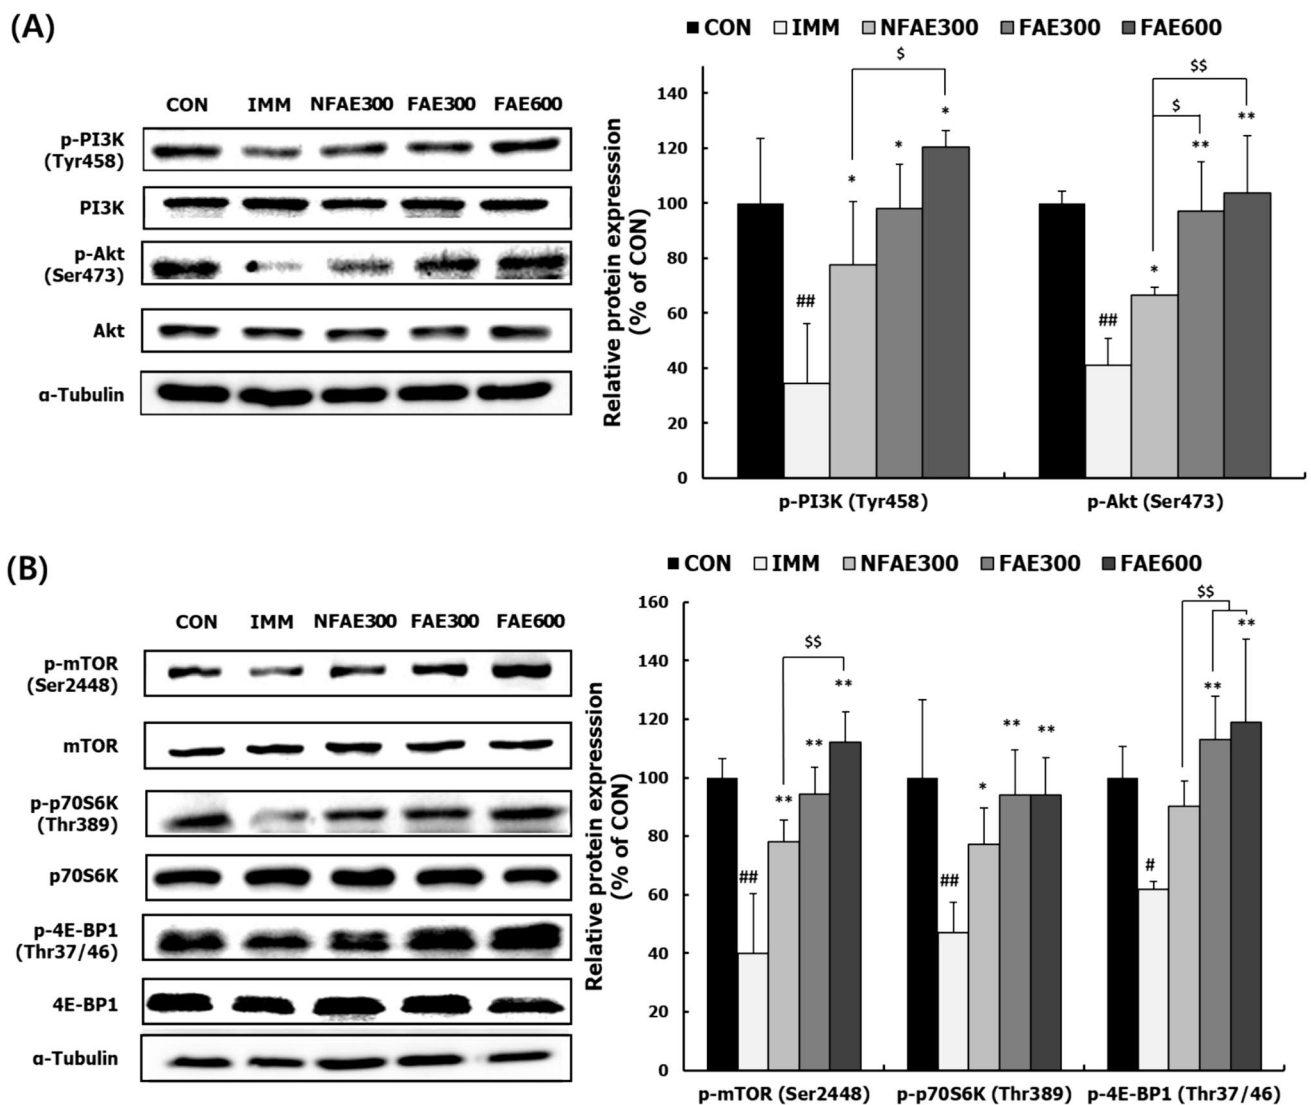 (A)
CON IMM NFAE300 FAE300 FAE600
p-PI3K
(Tyr458)
PI3K
p-Akt
(Ser473)
Akt
α-Tubulin
CON IMM NFAE300 FAE300 FAE600
Relative protein expresssion
(% of CON)
140
120
100
80
60
40
20
0
## * * * $
## * ** ** $ $$
p-PI3K (Tyr458) p-Akt (Ser473)
(B)
CON IMM NFAE300 FAE300 FAE600
p-mTOR
(Ser2448)
mTOR
p-p70S6K
(Thr389)
p70S6K
p-4E-BP1
(Thr37/46)
4E-BP1
α-Tubulin
CON IMM NFAE300 FAE300 FAE600
Relative protein expresssion
(% of CON)
160
140
120
100
80
60
40
20
0
## ** ** ** $$
## * ** **
# ** ** $$
p-mTOR (Ser2448) p-p70S6K (Thr389) p-4E-BP1 (Thr37/46)